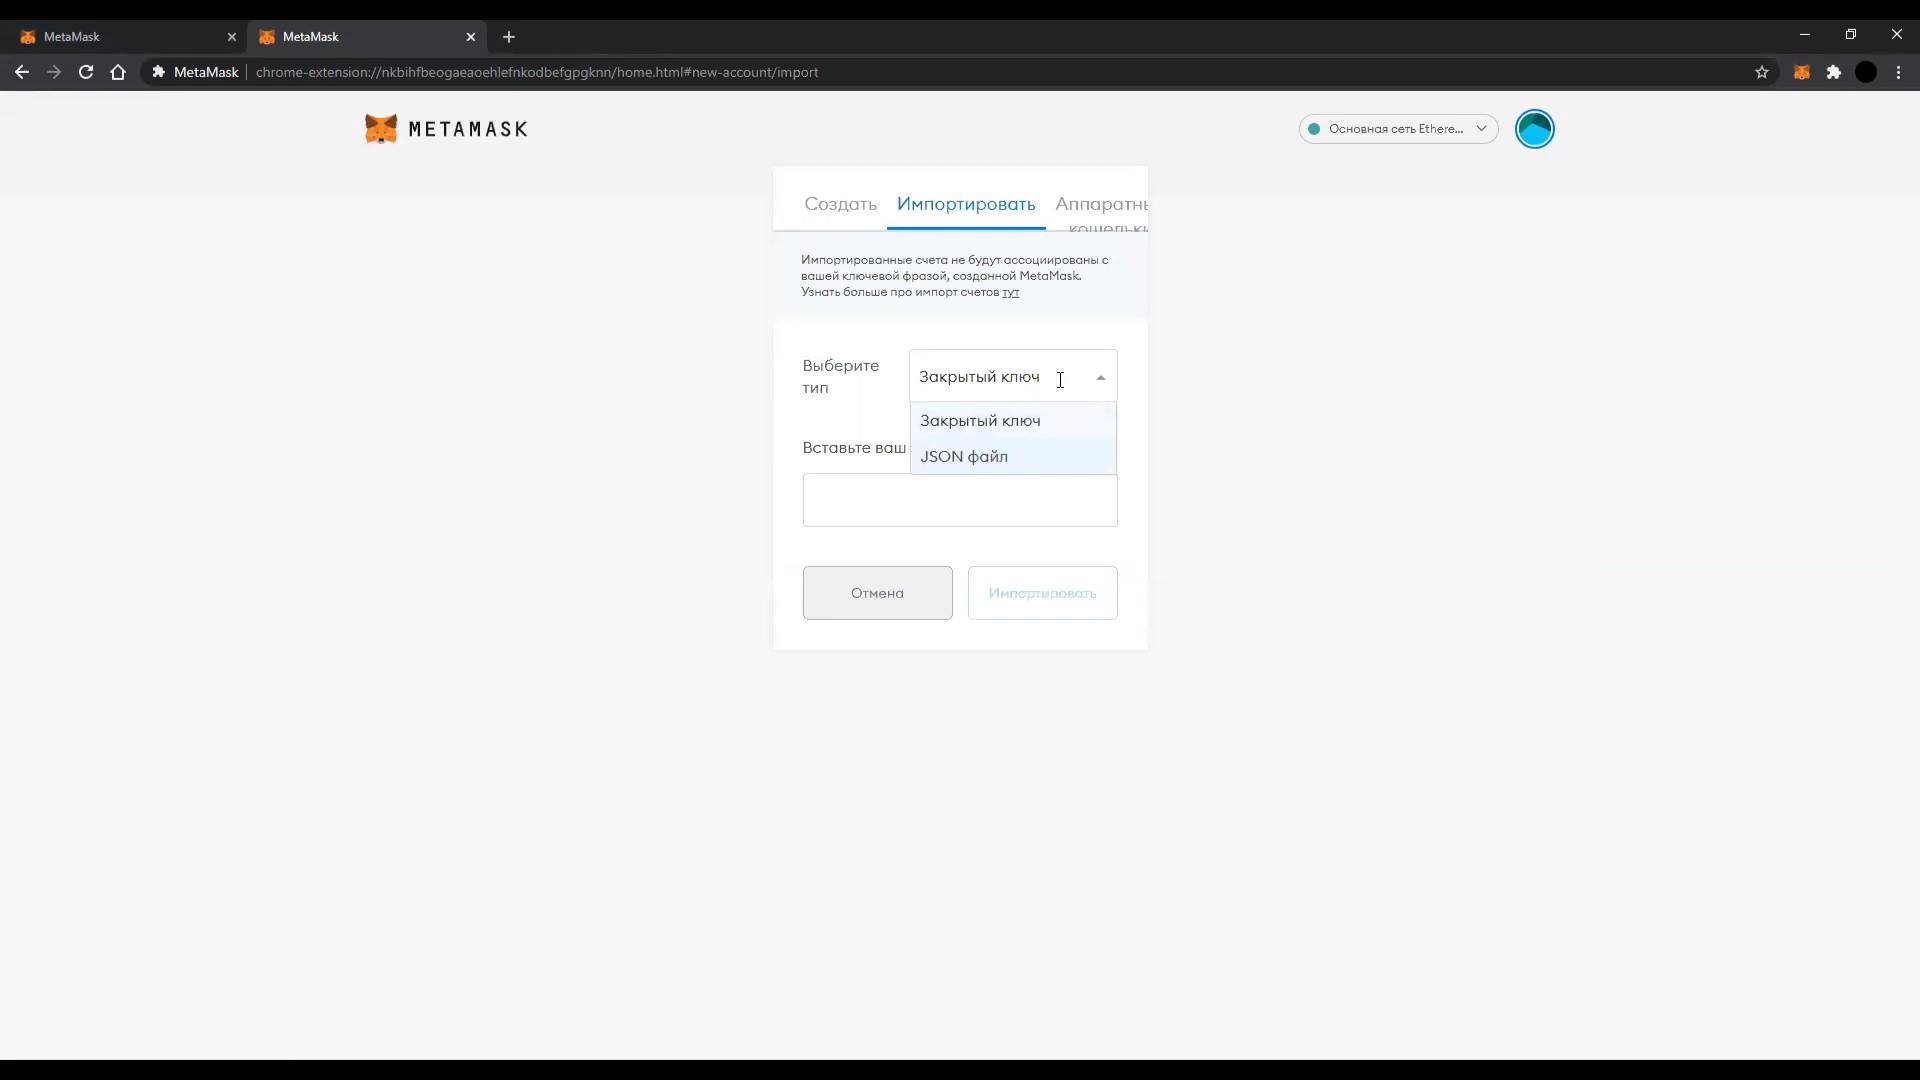 MetaMask
MetaMask
MetaMask
chrome-extension://nkbihfbeogaeaoehlefnkodbefgpgknn/home.html#new-account/import
METAMASK
Основная сеть Ethere...
Создать
Импортировать
Аппаратнь
кошельки
Импортированные счета не будут ассоциированы с
вашей ключевой фразой, созданной MetaMask.
Узнать больше про импорт счетов тут
Выберите
тип
Закрытый ключ
Закрытый ключ
JSON файл
Вставьте ваш
Отмена
Импортировать